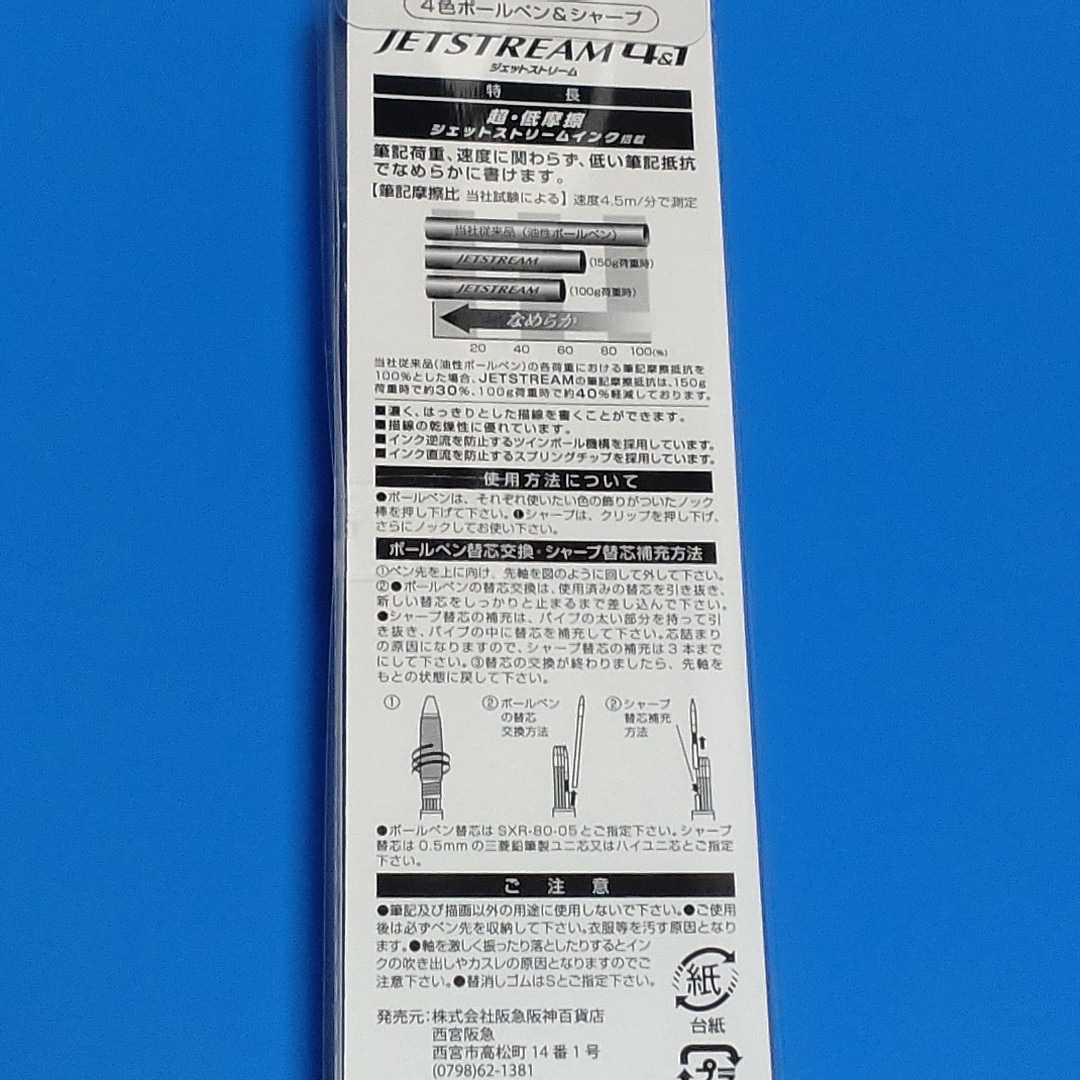 4色ボールペン&シャープ
JETSTREAM 4&1
ジェットストリーム
特 長
超・低摩擦
ジェットストリームインク搭載
筆記荷重、速度に関わらず、低い筆記抵抗
でなめらかに書けます。
【筆記摩擦比 当社試験による】速度4.5m/分で測定
当社従来品(油性ボールペン)
JETSTREAM (150g荷重時)
JETSTREAM (100g荷重時)
なめらか
20 40 60 80 100(%)
当社従来品(油性ボールペン)の各荷重における筆記摩擦抵抗を
100%とした場合、JETSTREAMの筆記摩擦抵抗は、150g
荷重時で約30%、100g荷重時で約40%軽減しております。
■濃く、はっきりとした描線を書くことができます。
■描線の乾燥性に優れています。
■インク逆流を防止するツインボール機構を採用しています。
■インク直流を防止するスプリングチップを採用しています。
使用方法について
●ボールペンは、それぞれ使いたい色の飾りがついたノック
棒を押し下げて下さい。●シャープは、クリップを押し下げ、
さらにノックしてお使い下さい。
ボールペン替芯交換・シャープ替芯補充方法
①ペン先を上に向け、先軸を図のように回して外して下さい。
②●ボールペンの替芯交換は、使用済みの替芯を引き抜き、
新しい替芯をしっかりと止まるまで差し込んで下さい。
●シャープ替芯の補充は、パイプの太い部分を持って引
き抜き、パイプの中に替芯を補充して下さい。芯詰まり
の原因になりますので、シャープ替芯の補充は3本まで
にして下さい。③替芯の交換が終わりましたら、先軸を
もとの状態に戻して下さい。
①
②ボールペン
の替芯
交換方法
②シャープ
替芯補充
方法
●ボールペン替芯はSXR-80-05とご指定下さい。シャープ
替芯は0.5mmの三菱鉛筆製ユニ芯又はハイユニ芯とご指定
下さい。
ご 注 意
●筆記及び描画以外の用途に使用しないで下さい。●ご使用
後は必ずペン先を収納して下さい。衣服等を汚す原因となり
ます。●軸を激しく振ったり落としたりするとイン
クの吹き出しやカスレの原因となりますのでご
注意下さい。●替消しゴムはSとご指定下さい。
紙
台紙
発売元:株式会社阪急阪神百貨店
西宮阪急
西宮市高松町14番1号
(0798)62-1381
プラ